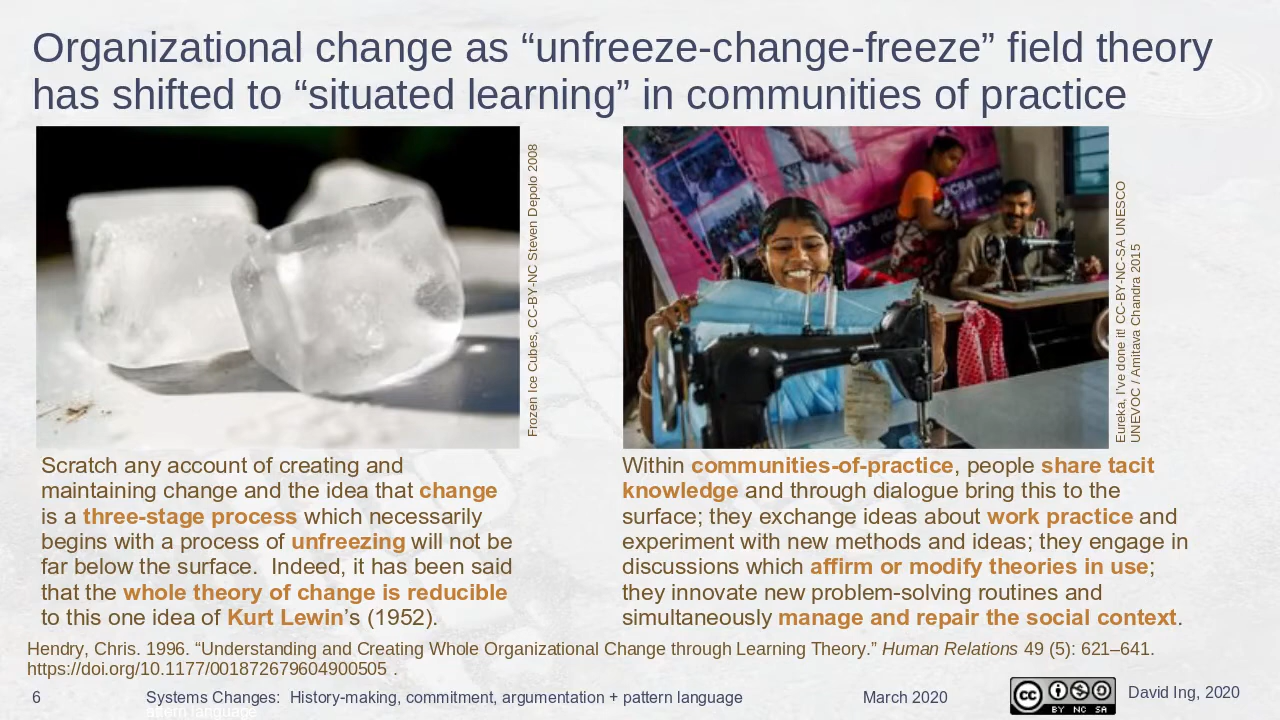 Organizational change as “unfreeze-change-freeze” field theory
has shifted to “situated learning” in communities of practice
Frozen Ice Cubes, CC-BY-NC Steven Depolo 2008
Eureka, I've done it! CC-BY-NC-SA UNESCO
UNEVOC / Amitava Chandra 2015
Scratch any account of creating and
maintaining change and the idea that change
is a three-stage process which necessarily
begins with a process of unfreezing will not be
far below the surface.  Indeed, it has been said
that the whole theory of change is reducible
to this one idea of Kurt Lewin’s (1952).
Within communities-of-practice, people share tacit
knowledge and through dialogue bring this to the
surface; they exchange ideas about work practice and
experiment with new methods and ideas; they engage in
discussions which affirm or modify theories in use;
they innovate new problem-solving routines and
simultaneously manage and repair the social context.
Hendry, Chris. 1996. “Understanding and Creating Whole Organizational Change through Learning Theory.” Human Relations 49 (5): 621–641.
https://doi.org/10.1177/001872679604900505 .
6
Systems Changes:  History-making, commitment, argumentation + pattern language
March 2020
cc
BY NC SA
David Ing, 2020
language